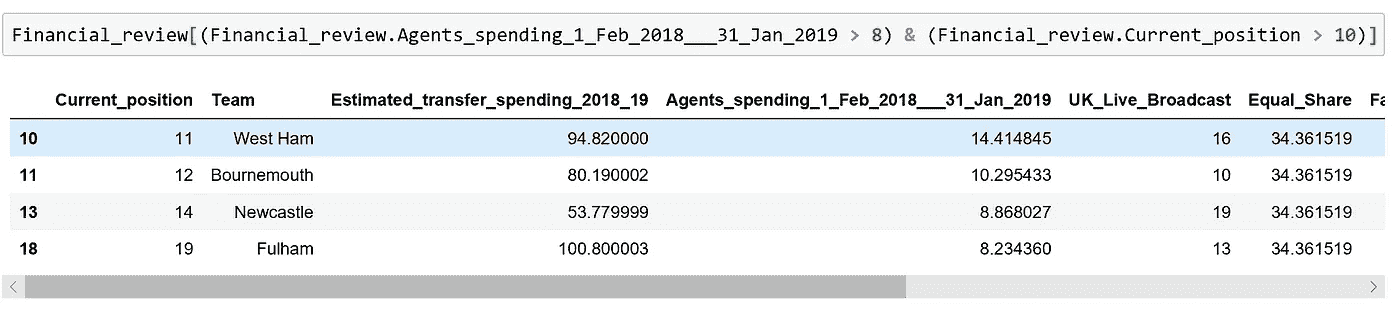 Financial_review[(Financial_review.Agents_spending_1_Feb_2018___31_Jan_2019 > 8) & (Financial_review.Current_position > 10)]
Current_position Team Estimated_transfer_spending_2018_19 Agents_spending_1_Feb_2018___31_Jan_2019 UK_Live_Broadcast Equal_Share Fa
10 11 West Ham 94.820000 14.414845 16 34.361519
11 12 Bournemouth 80.190002 10.295433 10 34.361519
13 14 Newcastle 53.779999 8.868027 19 34.361519
18 19 Fulham 100.800003 8.234360 13 34.361519